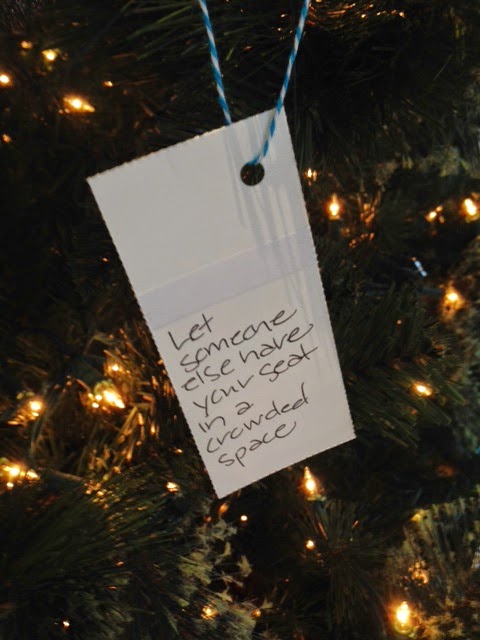 Let
someone
else have
your seat
in a
crowded
space